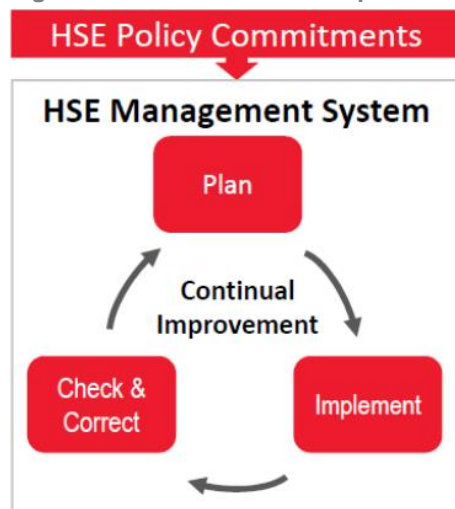 HSE Policy Commitments
HSE Management System
Plan
Continual
Improvement
Check &
Correct
Implement